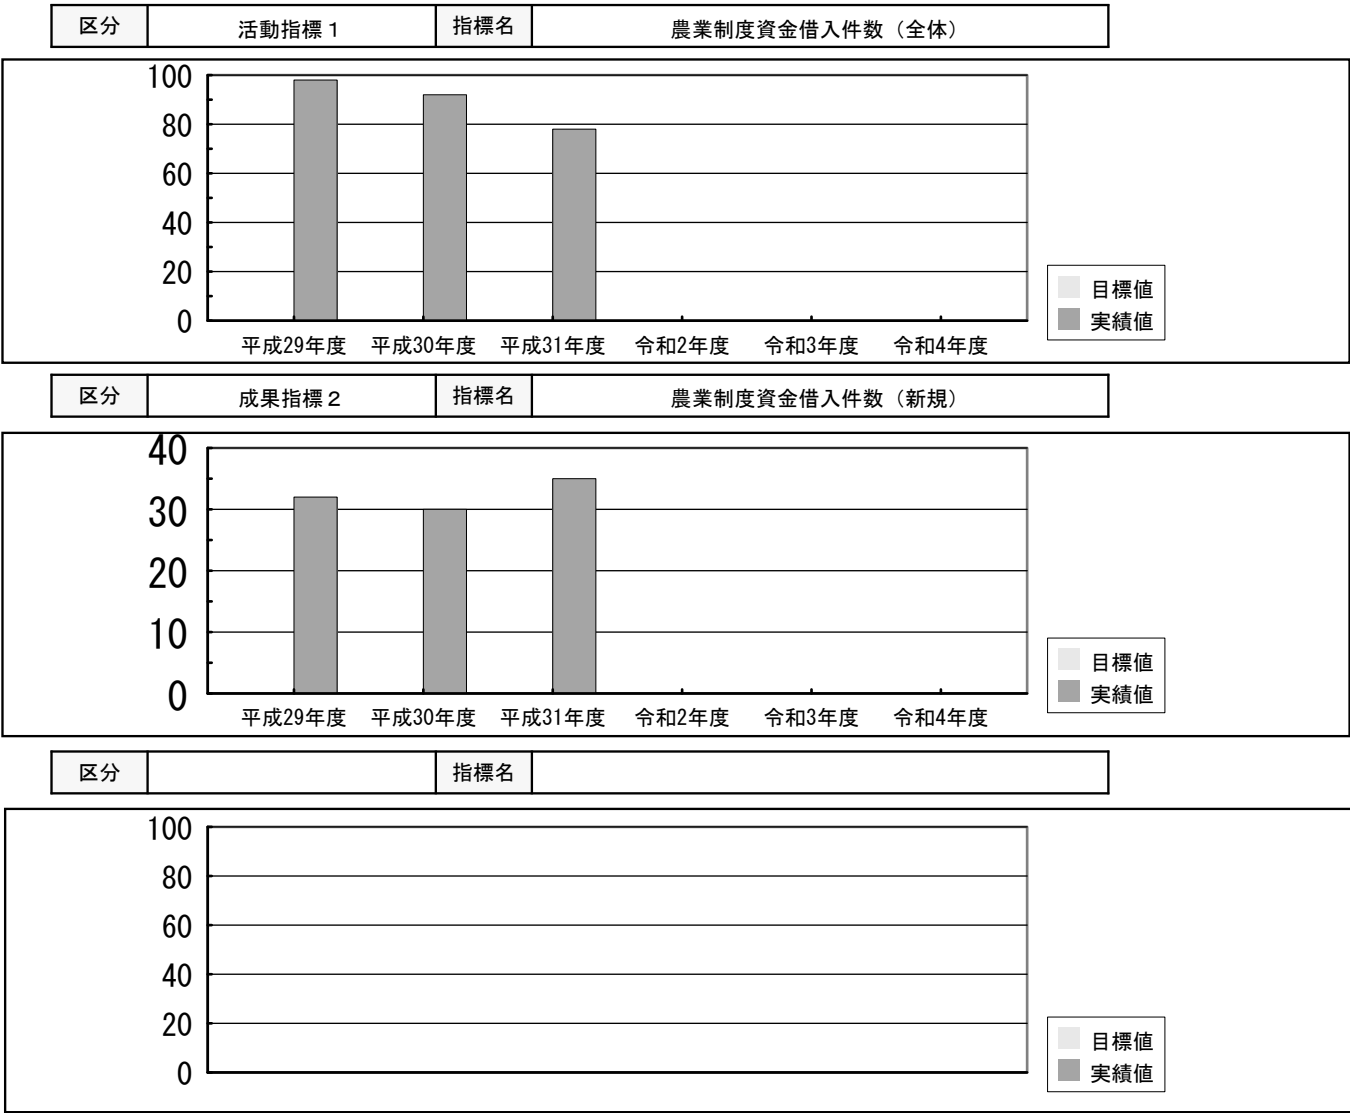 区分 活動指標１ 指標名 農業制度資金借入件数（全体）
100
80
60
40
20
0
平成29年度 平成30年度 平成31年度 令和2年度 令和3年度 令和4年度
目標値
実績値
区分 成果指標２ 指標名 農業制度資金借入件数（新規）
40
30
20
10
0
平成29年度 平成30年度 平成31年度 令和2年度 令和3年度 令和4年度
目標値
実績値
区分 指標名
100
80
60
40
20
0
目標値
実績値